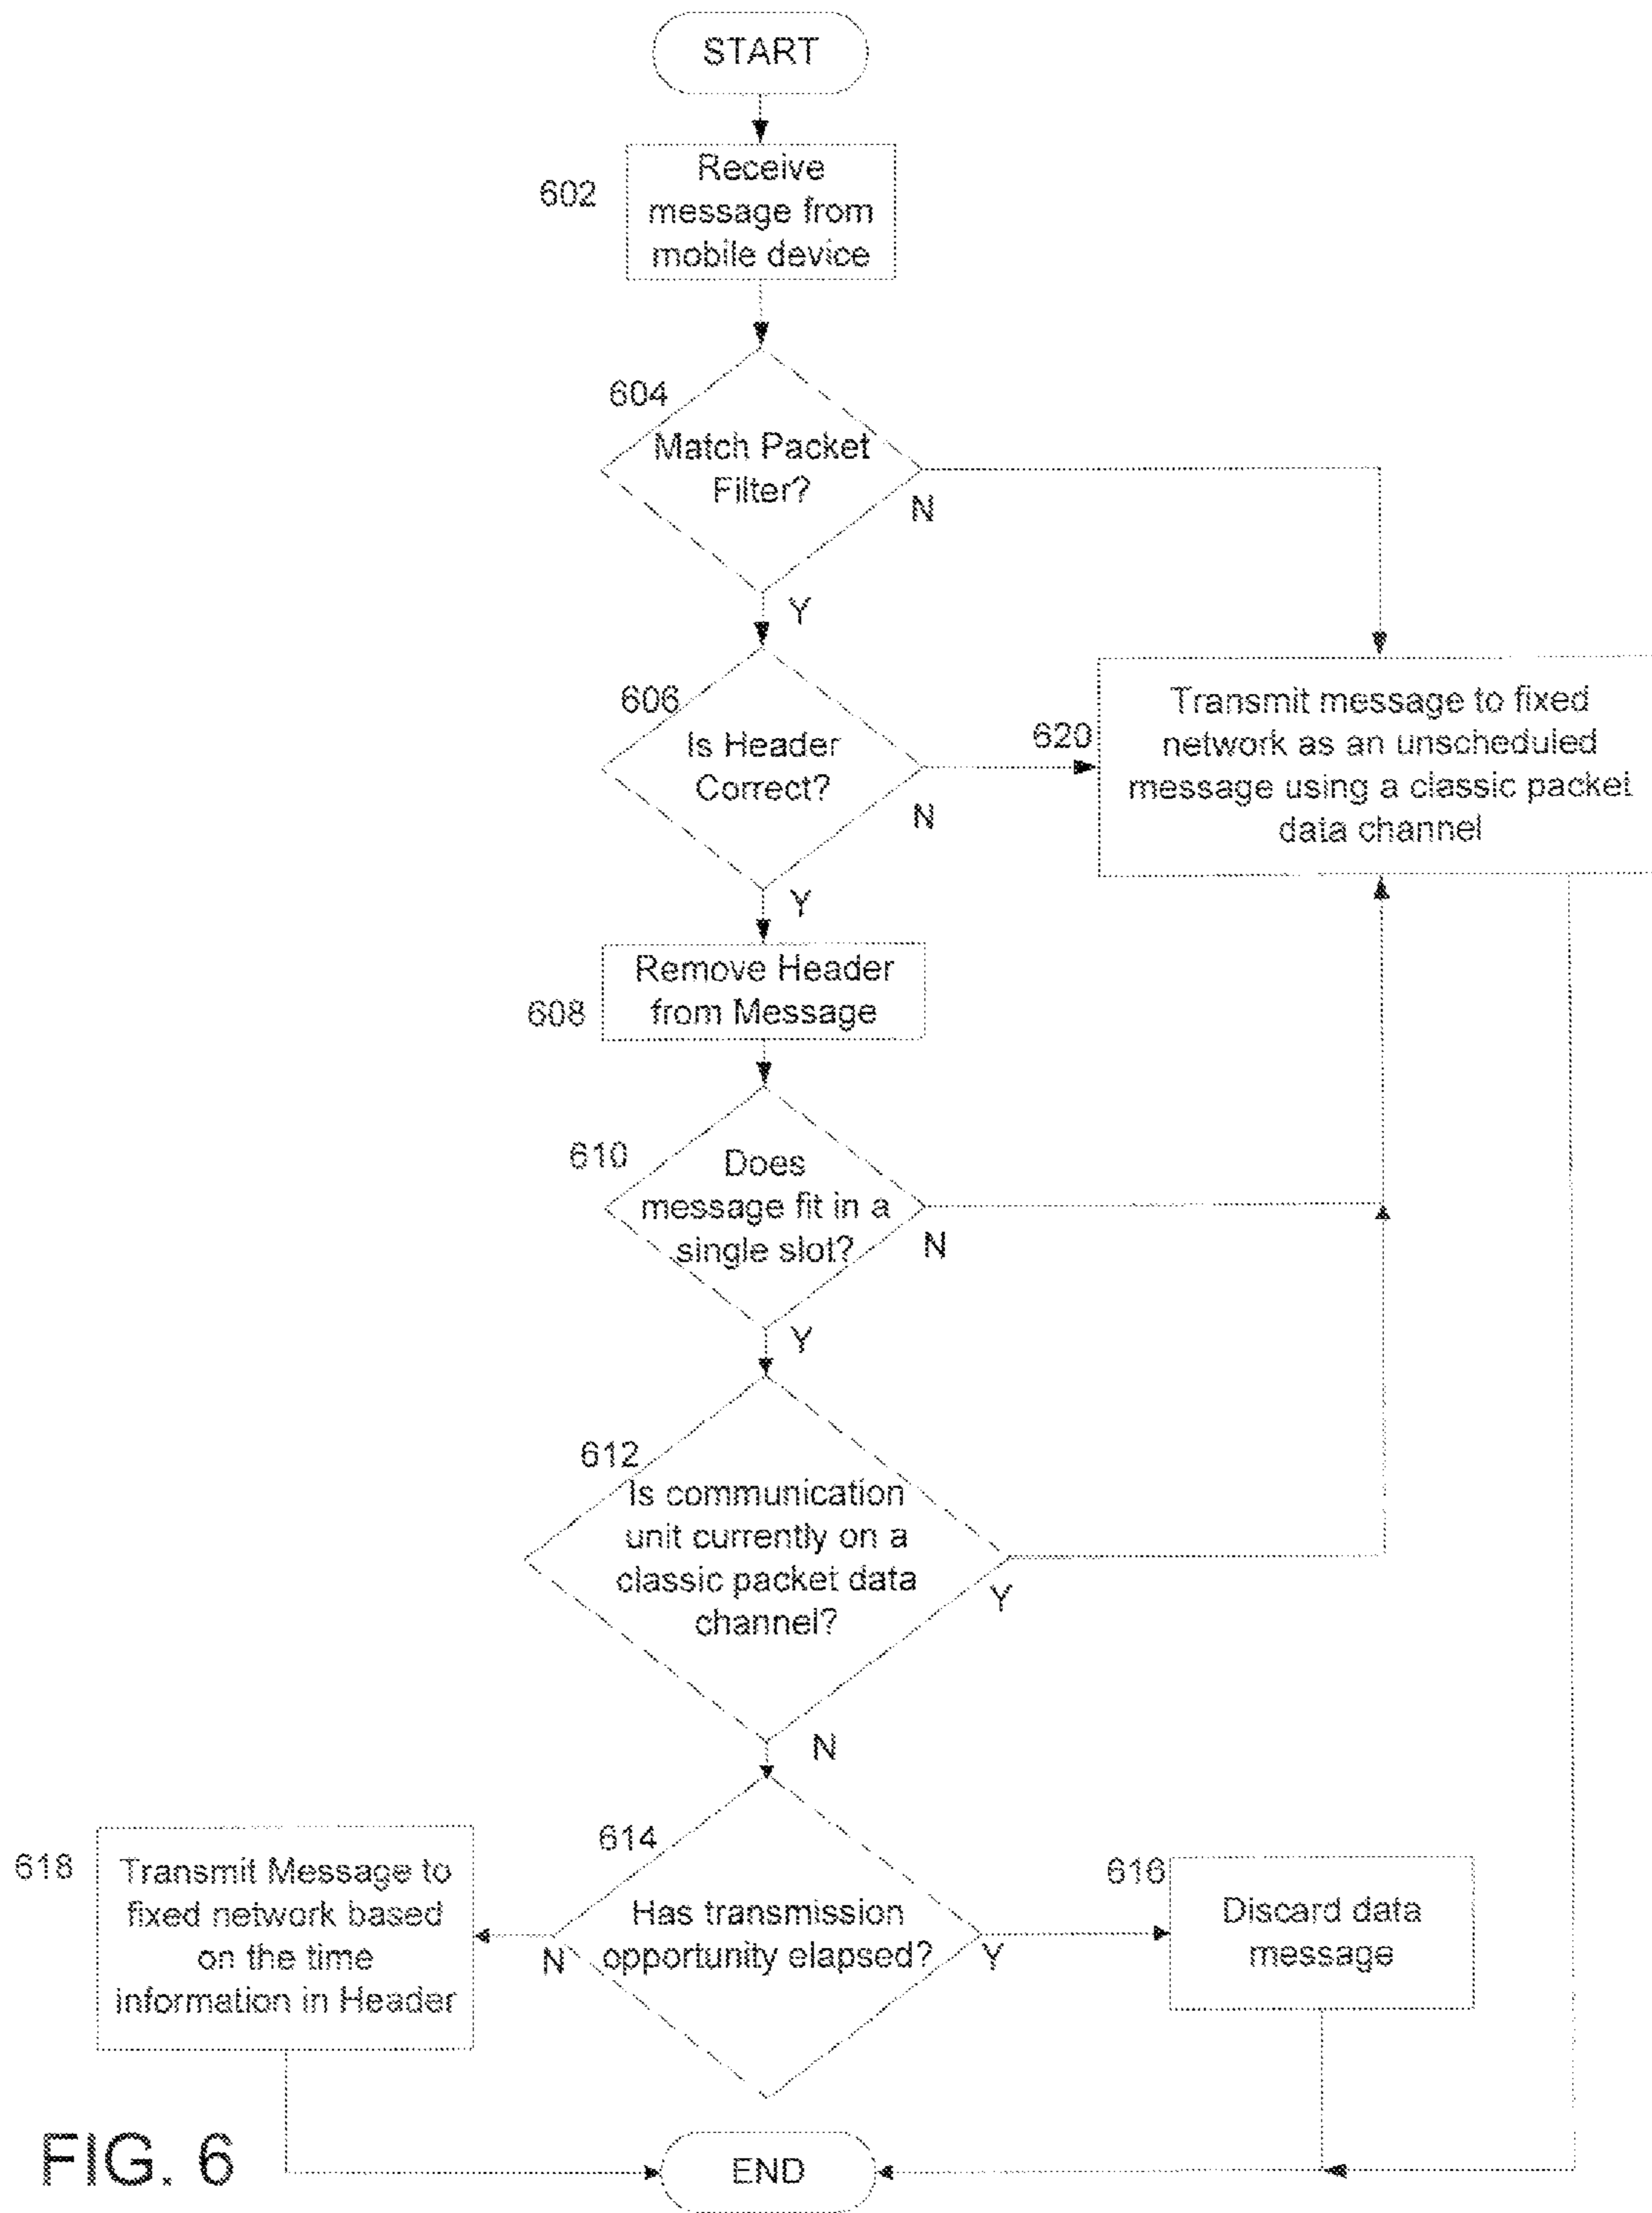 START
602
Receive
message from
mobile device
604
Match Packet
Filter?
N
Y
606
Is Header
Correct?
N
Y
620
Transmit message to fixed
network as an unscheduled
message using a classic packet
data channel
608
Remove Header
from Message
610
Does
message fit in a
single slot?
N
Y
612
Is communication
unit currently on a
classic packet data
channel?
Y
N
614
Has transmission
opportunity elapsed?
N
Y
618
Transmit Message to
fixed network based
on the time
information in Header
616
Discard data
message
END
FIG. 6